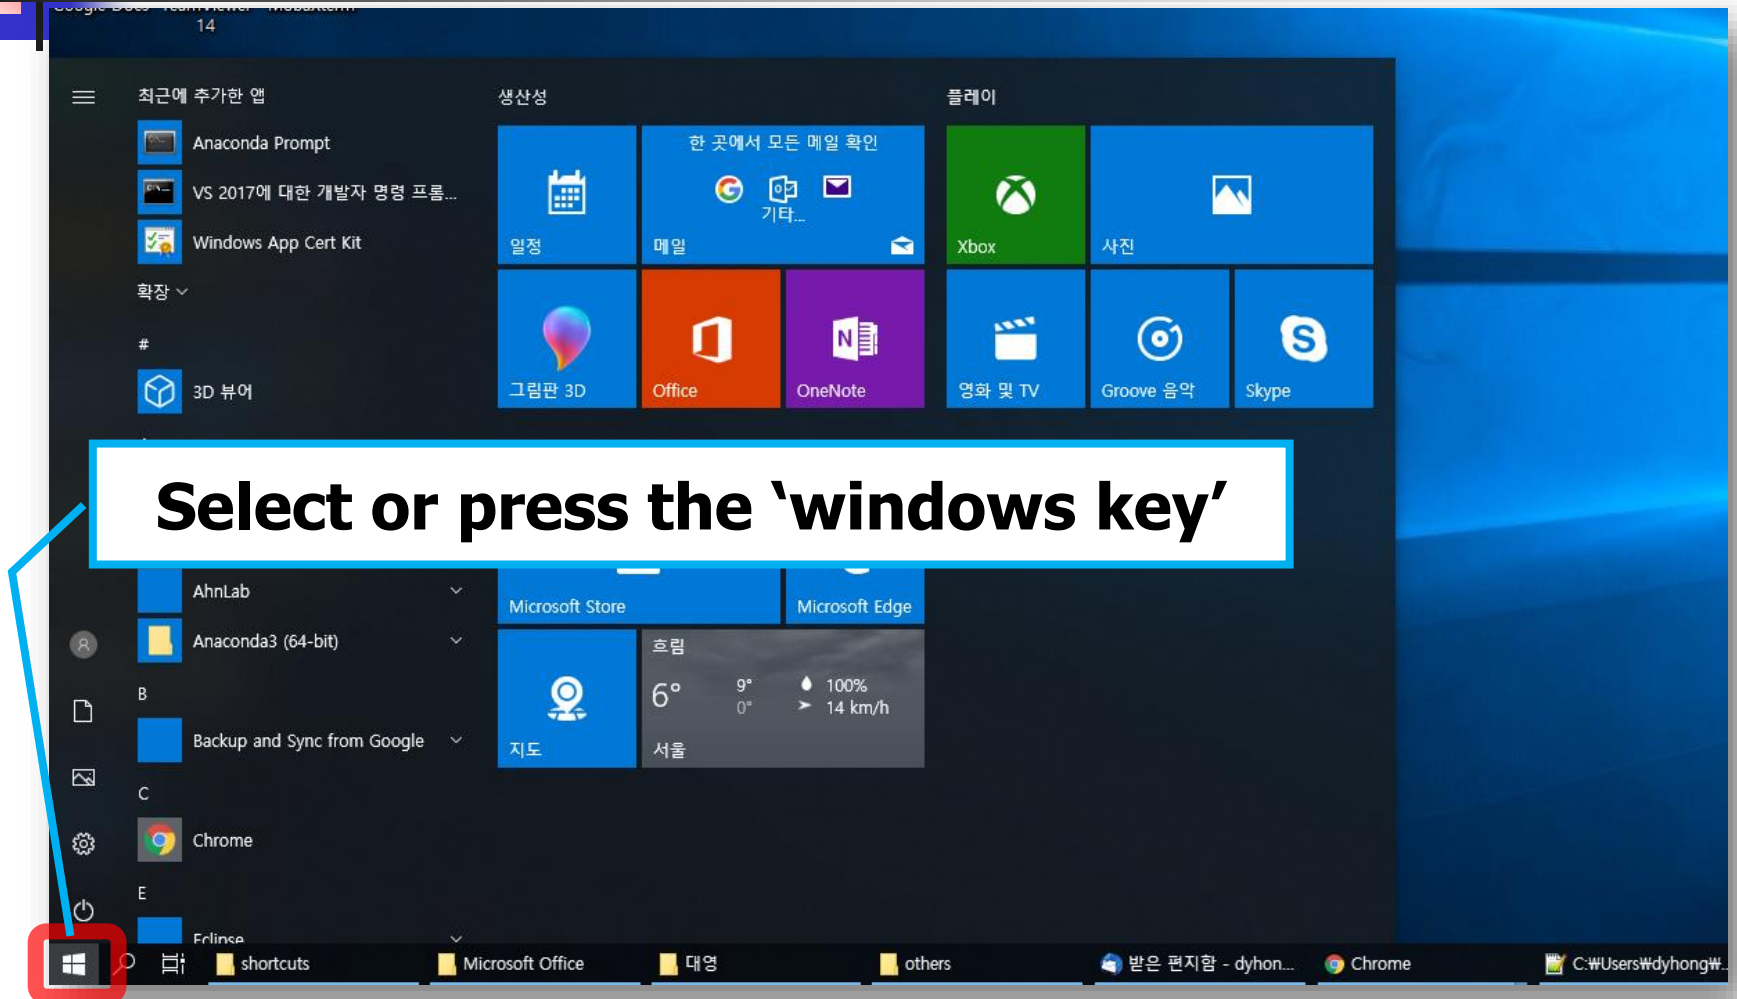 Google Docs TeamViewer MobaXterm
14
최근에 추가한 앱
Anaconda Prompt
VS 2017에 대한 개발자 명령 프롬...
Windows App Cert Kit
확장
#
3D 뷰어
생산성
한 곳에서 모든 메일 확인
기타...
일정
메일
그림판 3D
Office
OneNote
플레이
Xbox
사진
영화 및 TV
Groove 음악
Skype
Select or press the ‘windows key’
AhnLab
Anaconda3 (64-bit)
B
Backup and Sync from Google
C
Chrome
E
Eclipse
Microsoft Store
Microsoft Edge
지도
흐림
6° 9° 100%
0° 14 km/h
서울
shortcuts
Microsoft Office
대영
others
받은 편지함 - dyhon...
Chrome
C:₩Users₩dyhong₩...